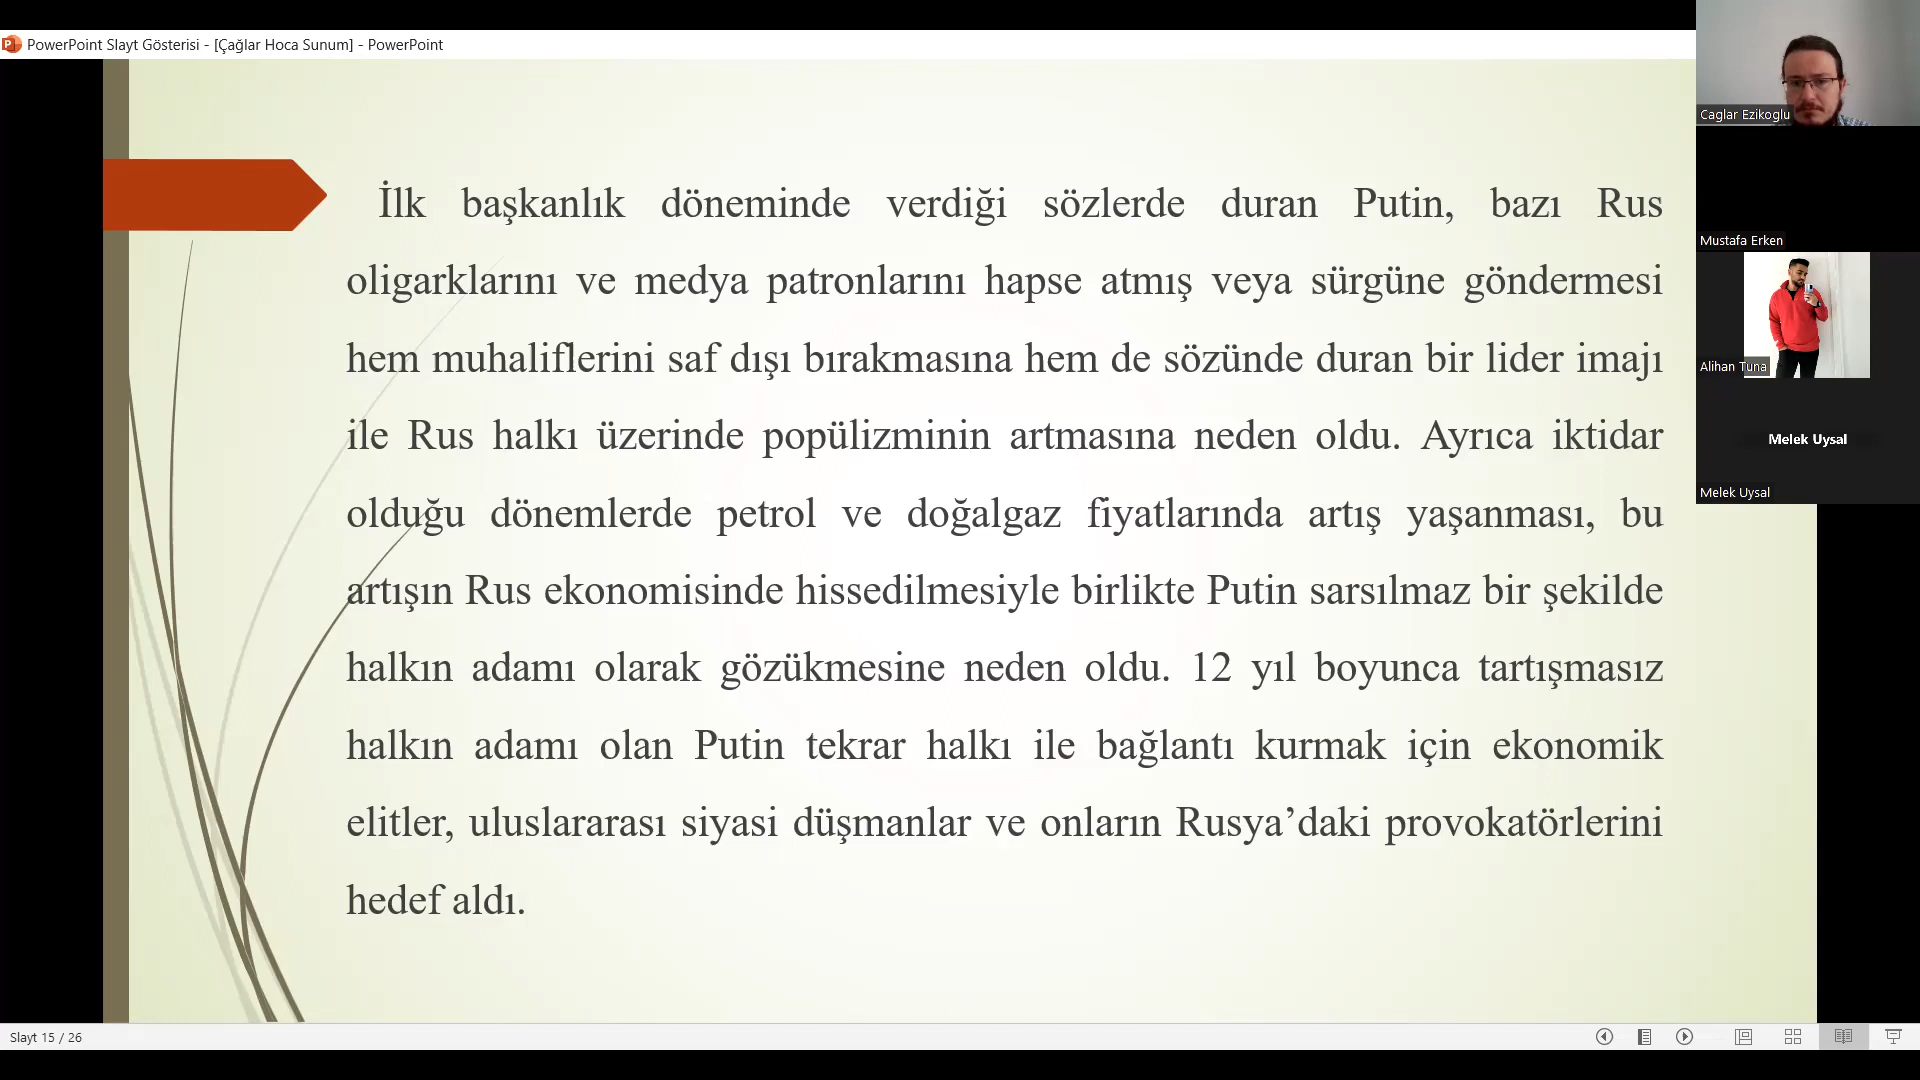 PowerPoint Slayt Gösterisi - [Çağlar Hoca Sunum] - PowerPoint
İlk başkanlık döneminde verdiği sözlerde duran Putin, bazı Rus
oligarklarını ve medya patronlarını hapse atmış veya sürgüne göndermesi
hem muhaliflerini saf dışı bırakmasına hem de sözünde duran bir lider imajı
ile Rus halkı üzerinde popülizminin artmasına neden oldu. Ayrıca iktidar
olduğu dönemlerde petrol ve doğalgaz fiyatlarında artış yaşanması, bu
artışın Rus ekonomisinde hissedilmesiyle birlikte Putin sarsılmaz bir şekilde
halkın adamı olarak gözükmesine neden oldu. 12 yıl boyunca tartışmasız
halkın adamı olan Putin tekrar halkı ile bağlantı kurmak için ekonomik
elitler, uluslararası siyasi düşmanlar ve onların Rusya’daki provokatörlerini
hedef aldı.
Caglar Ezikoglu
Mustafa Erken
Alihan Tuna
Melek Uysal
Melek Uysal
Slayt 15 / 26